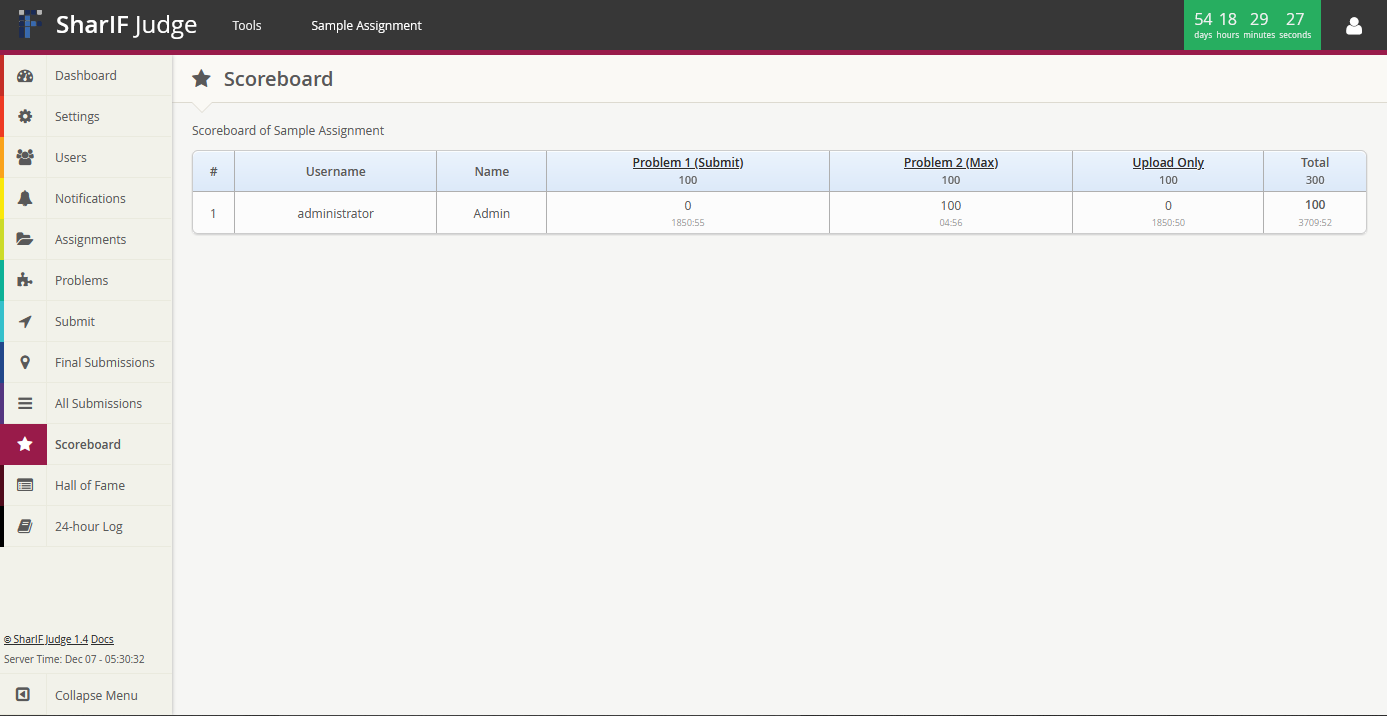 SharIF Judge
Tools
Sample Assignment
54 18 29 27
days hours minutes seconds
Dashboard
Settings
Users
Notifications
Assignments
Problems
Submit
Final Submissions
All Submissions
Scoreboard
Hall of Fame
24-hour Log
© SharIF Judge 1.4 Docs
Server Time: Dec 07 - 05:30:32
Collapse Menu
Scoreboard
Scoreboard of Sample Assignment
# Username Name Problem 1 (Submit) Problem 2 (Max) Upload Only Total
100 100 100 300
1 administrator Admin 0 100 0 100
1850:55 04:56 1850:50 3709:52